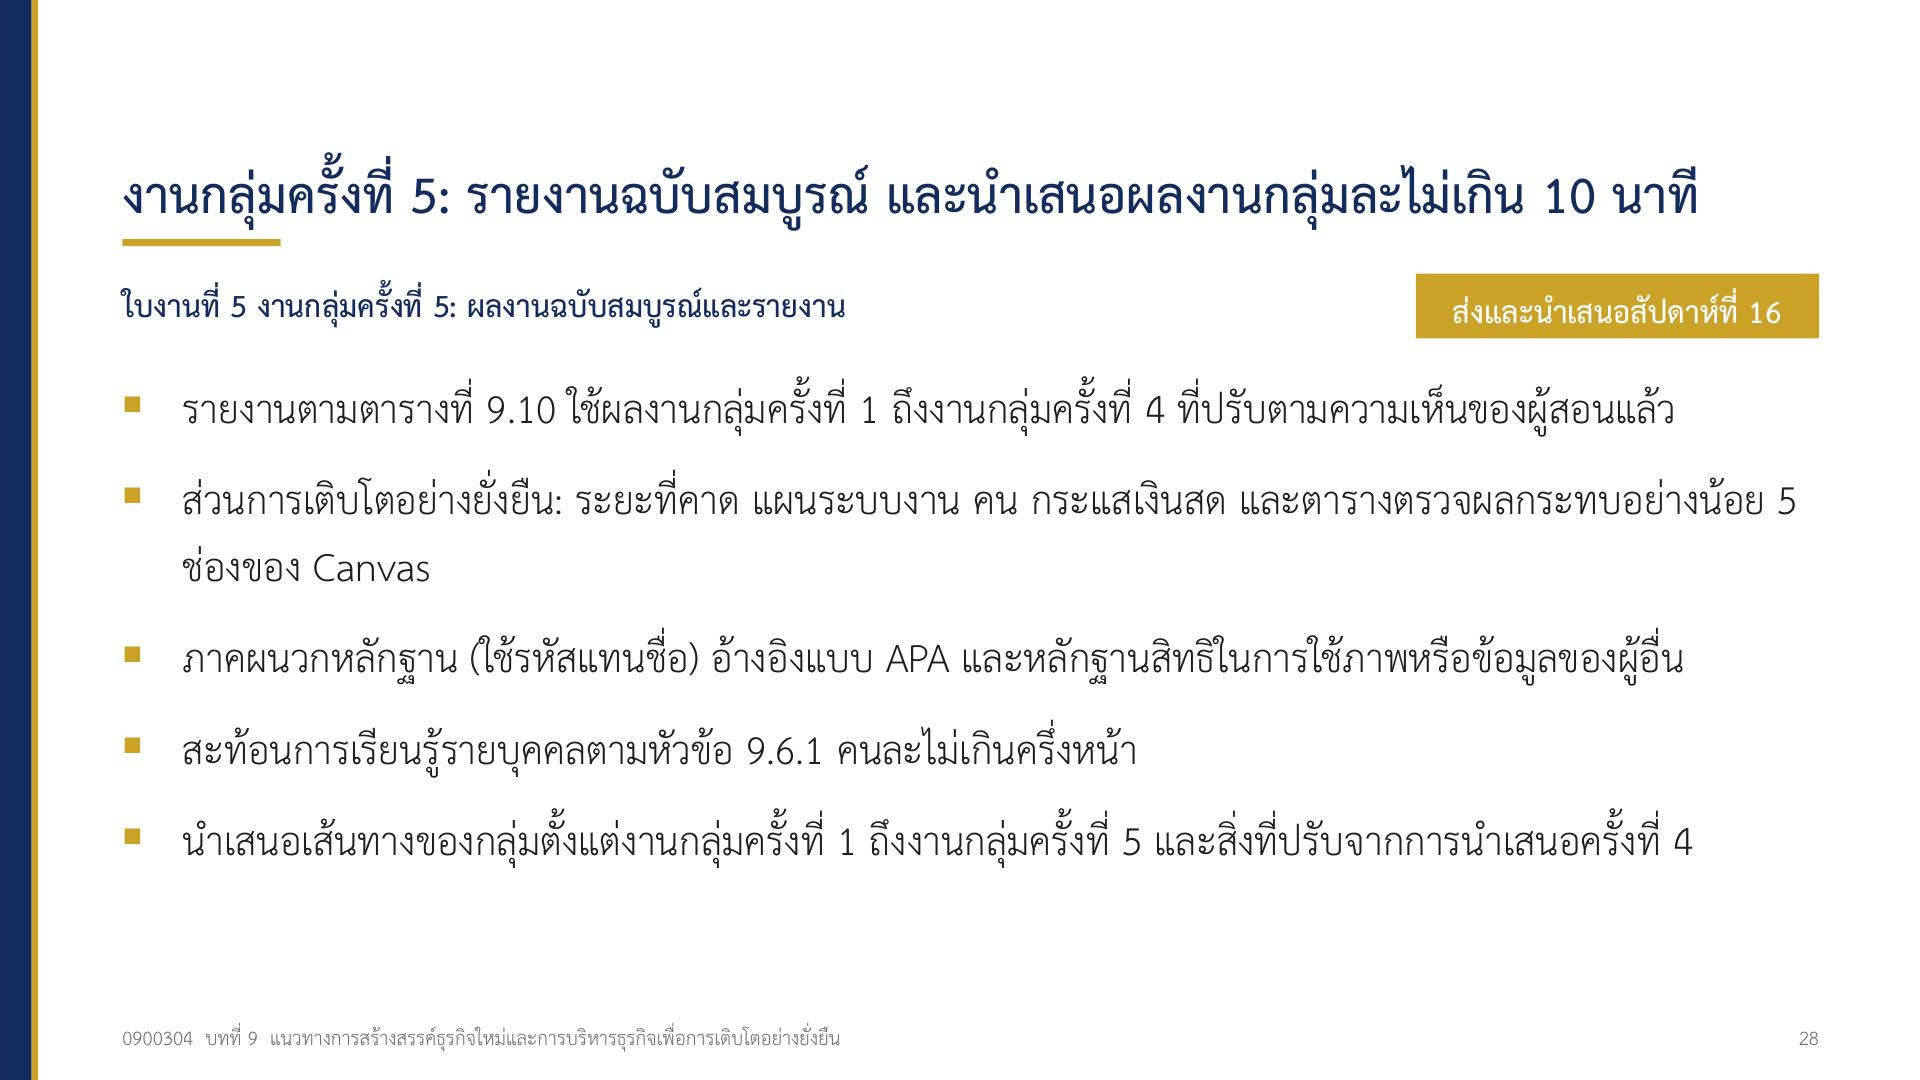 งานกลุ่มครั้งที่ 5: รายงานฉบับสมบูรณ์ และนำเสนอผลงานกลุ่มละไม่เกิน 10 นาที
ใบงานที่ 5 งานกลุ่มครั้งที่ 5: ผลงานฉบับสมบูรณ์และรายงาน
ส่งและนำเสนอสัปดาห์ที่ 16
▪ รายงานตามตารางที่ 9.10 ใช้ผลงานกลุ่มครั้งที่ 1 ถึงงานกลุ่มครั้งที่ 4 ที่ปรับตามความเห็นของผู้สอนแล้ว
▪ ส่วนการเติบโตอย่างยั่งยืน: ระยะที่คาด แผนระบบงาน คน กระแสเงินสด และตารางตรวจผลกระทบอย่างน้อย 5
ช่องของ Canvas
▪ ภาคผนวกหลักฐาน (ใช้รหัสแทนชื่อ) อ้างอิงแบบ APA และหลักฐานสิทธิในการใช้ภาพหรือข้อมูลของผู้อื่น
▪ สะท้อนการเรียนรู้รายบุคคลตามหัวข้อ 9.6.1 คนละไม่เกินครึ่งหน้า
▪ นำเสนอเส้นทางของกลุ่มตั้งแต่งานกลุ่มครั้งที่ 1 ถึงงานกลุ่มครั้งที่ 5 และสิ่งที่ปรับจากการนำเสนอครั้งที่ 4
0900304 บทที่ 9 แนวทางการสร้างสรรค์ธุรกิจใหม่และการบริหารธุรกิจเพื่อการเติบโตอย่างยั่งยืน
28